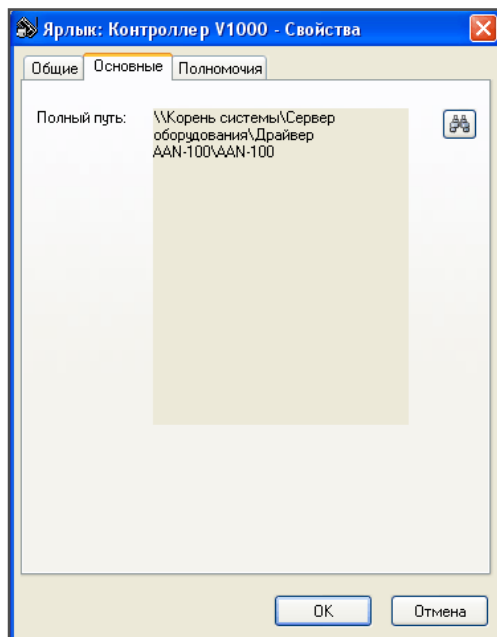 Ярлык: Контроллер V1000 - Свойства
Общие Основные Полномочия
Полный путь: \\Корень системы\Сервер
оборудования\Драйвер
AAN-100\AAN-100
OK Отмена